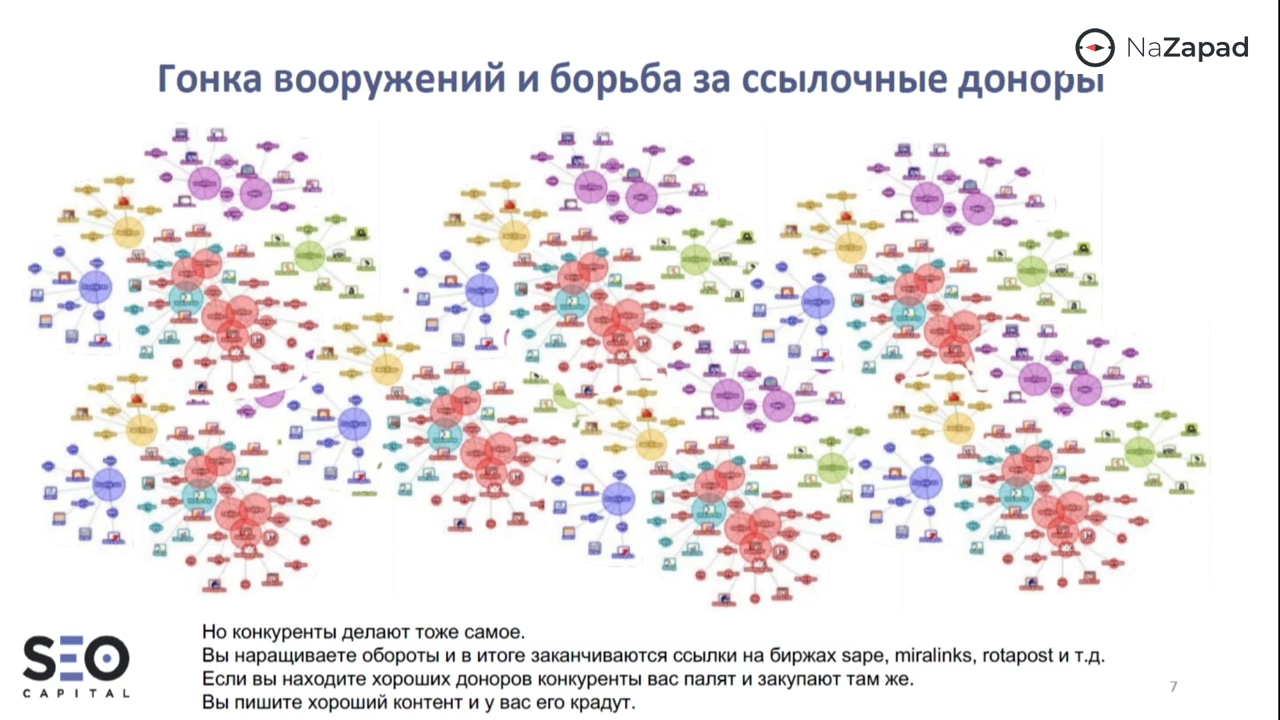 NaZapad
Гонка вооружений и борьба за ссылочные доноры
Но конкуренты делают тоже самое.
Вы наращиваете обороты и в итоге заканчиваются ссылки на биржах sape, miralinks, rotapost и т.д.
Если вы находите хороших доноров конкуренты вас палят и закупают там же.
Вы пишите хороший контент и у вас его крадут.
SEO
CAPITAL
7